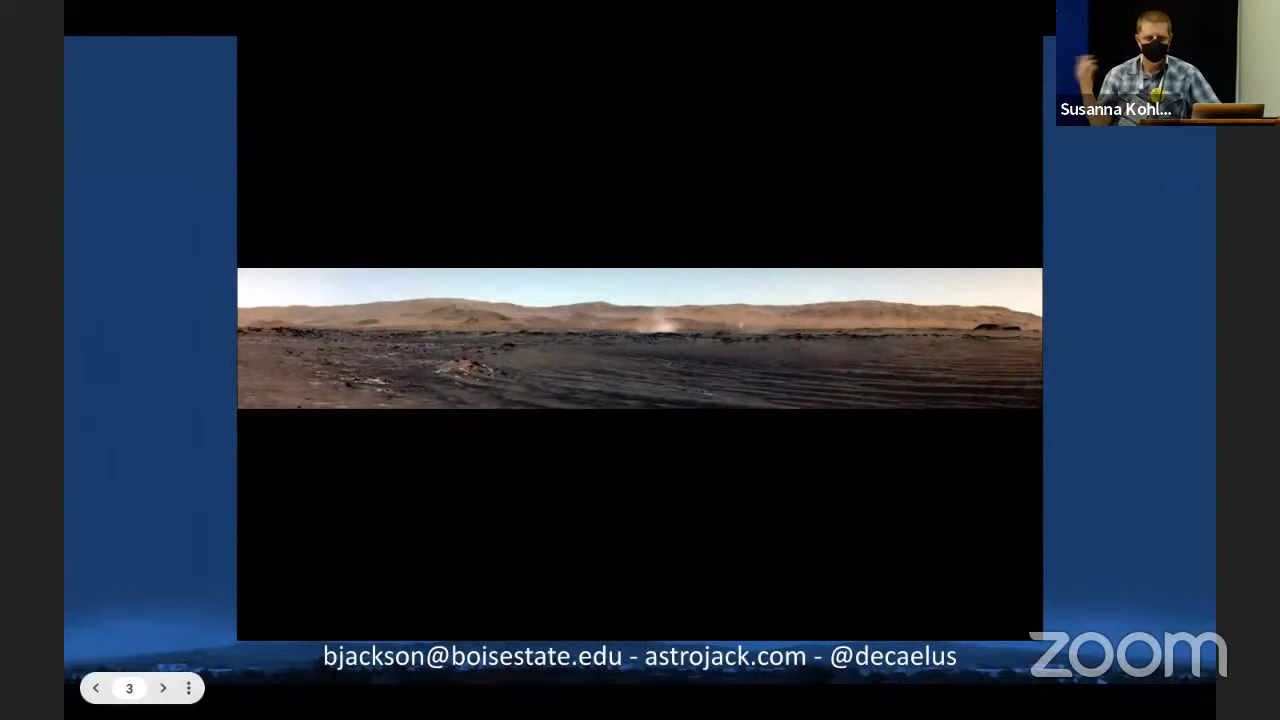 Susanna Kohl...
bjackson@boisestate.edu - astrojack.com - @decaelus
zoom
3